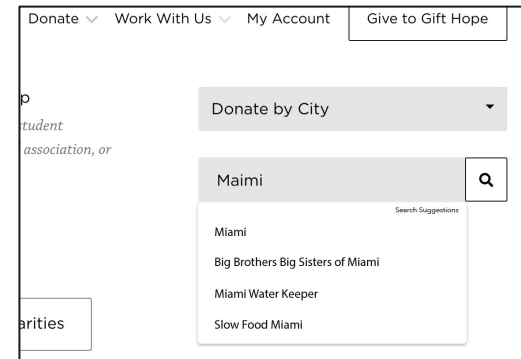 Donate Work With Us My Account Give to Gift Hope
p
student
association, or
Donate by City
Maimi
Search Suggestions
Miami
Big Brothers Big Sisters of Miami
Miami Water Keeper
Slow Food Miami
arities